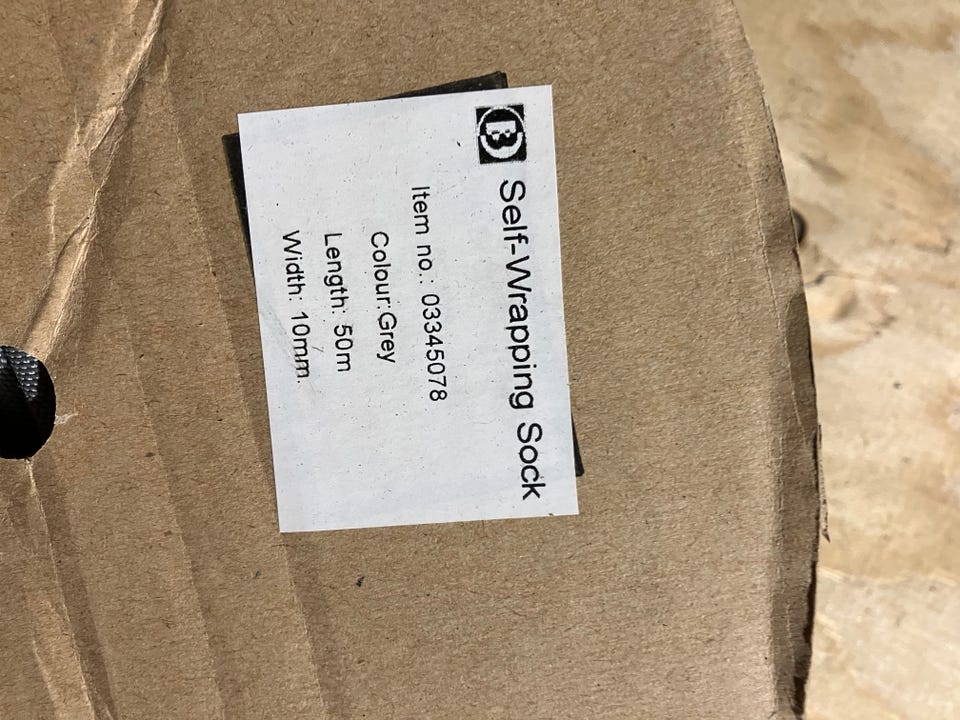 B
Self-Wrapping Sock
Item no.: 03345078
Colour:Grey
Length: 50m
Width: 10mm.